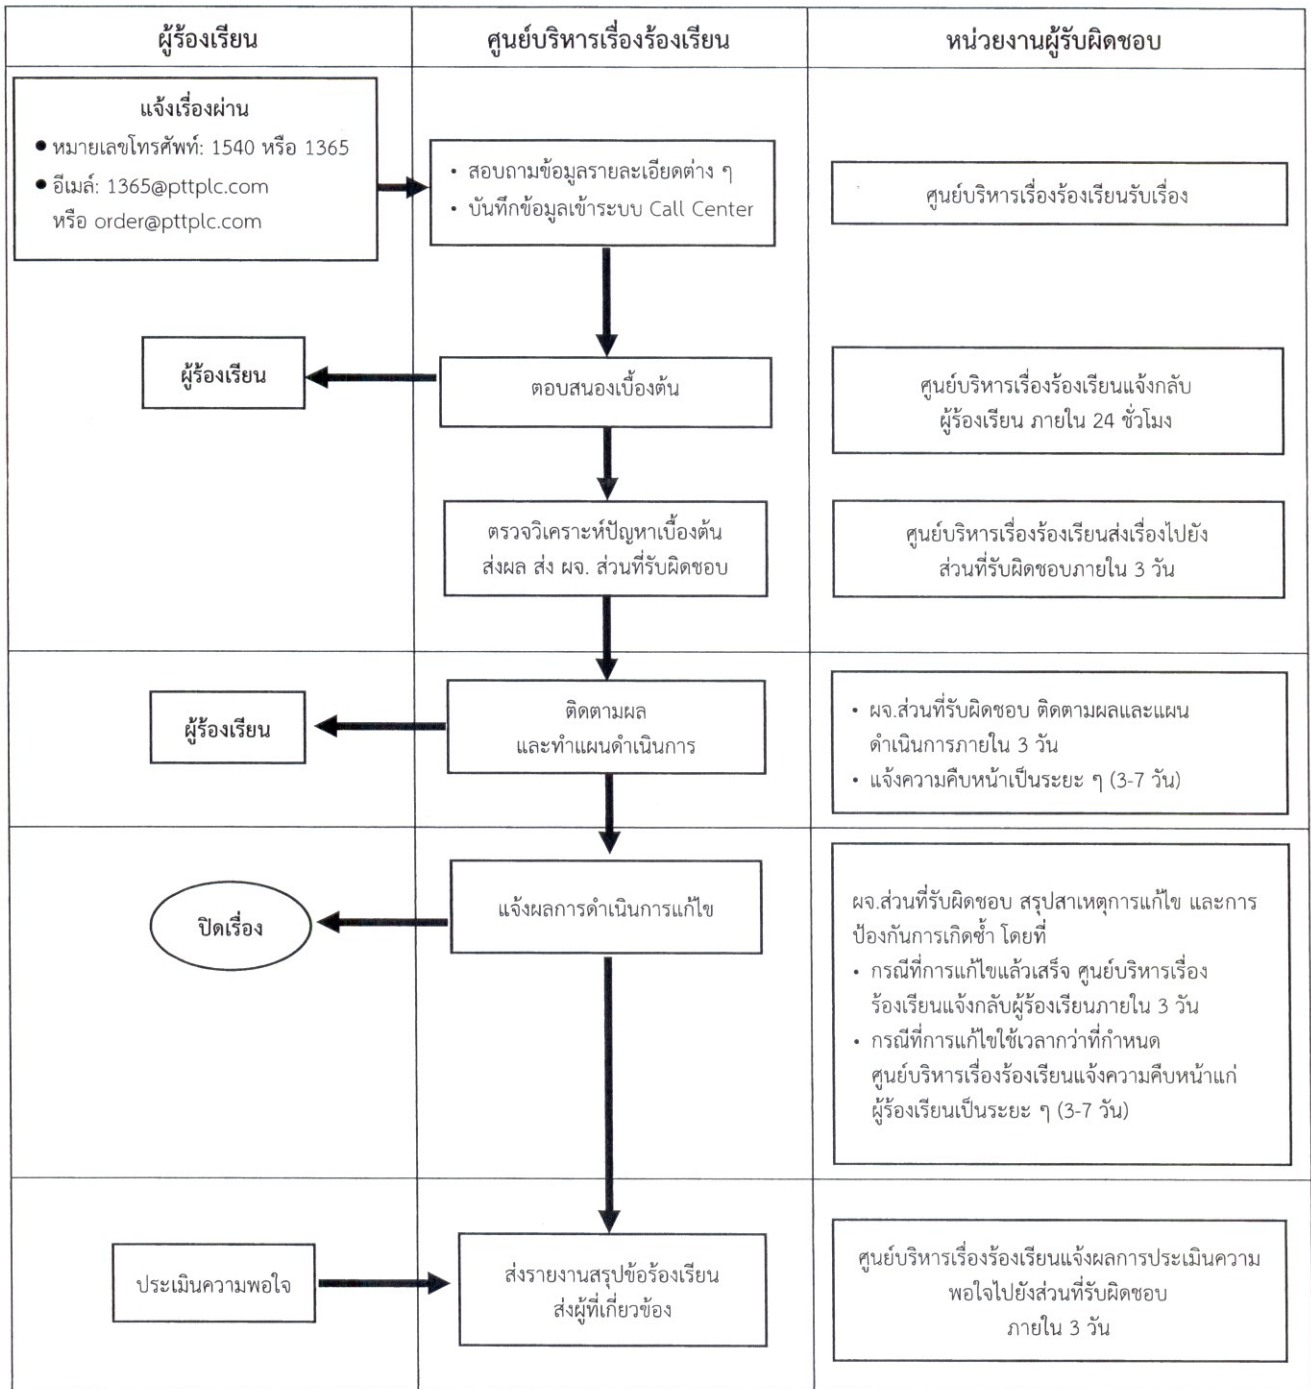 ผู้ร้องเรียน
ศูนย์บริหารเรื่องร้องเรียน
หน่วยงานผู้รับผิดชอบ
แจ้งเรื่องผ่าน
● หมายเลขโทรศัพท์: 1540 หรือ 1365
● อีเมล์: 1365@pttplc.com
หรือ order@pttplc.com
• สอบถามข้อมูลรายละเอียดต่าง ๆ
• บันทึกข้อมูลเข้าระบบ Call Center
ศูนย์บริหารเรื่องร้องเรียนรับเรื่อง
ผู้ร้องเรียน
ตอบสนองเบื้องต้น
ศูนย์บริหารเรื่องร้องเรียนแจ้งกลับ
ผู้ร้องเรียน ภายใน 24 ชั่วโมง
ตรวจวิเคราะห์ปัญหาเบื้องต้น
ส่งผล ส่ง ผจ. ส่วนที่รับผิดชอบ
ศูนย์บริหารเรื่องร้องเรียนส่งเรื่องไปยัง
ส่วนที่รับผิดชอบภายใน 3 วัน
ผู้ร้องเรียน
ติดตามผล
และทำแผนดำเนินการ
• ผจ.ส่วนที่รับผิดชอบ ติดตามผลและแผน
ดำเนินการภายใน 3 วัน
• แจ้งความคืบหน้าเป็นระยะ ๆ (3-7 วัน)
ปิดเรื่อง
แจ้งผลการดำเนินการแก้ไข
ผจ.ส่วนที่รับผิดชอบ สรุปสาเหตุการแก้ไข และการ
ป้องกันการเกิดซ้ำ โดยที่
• กรณีที่การแก้ไขแล้วเสร็จ ศูนย์บริหารเรื่อง
ร้องเรียนแจ้งกลับผู้ร้องเรียนภายใน 3 วัน
• กรณีที่การแก้ไขใช้เวลากว่าที่กำหนด
ศูนย์บริหารเรื่องร้องเรียนแจ้งความคืบหน้าแก่
ผู้ร้องเรียนเป็นระยะ ๆ (3-7 วัน)
ประเมินความพอใจ
ส่งรายงานสรุปข้อร้องเรียน
ส่งผู้ที่เกี่ยวข้อง
ศูนย์บริหารเรื่องร้องเรียนแจ้งผลการประเมินความ
พอใจไปยังส่วนที่รับผิดชอบ
ภายใน 3 วัน